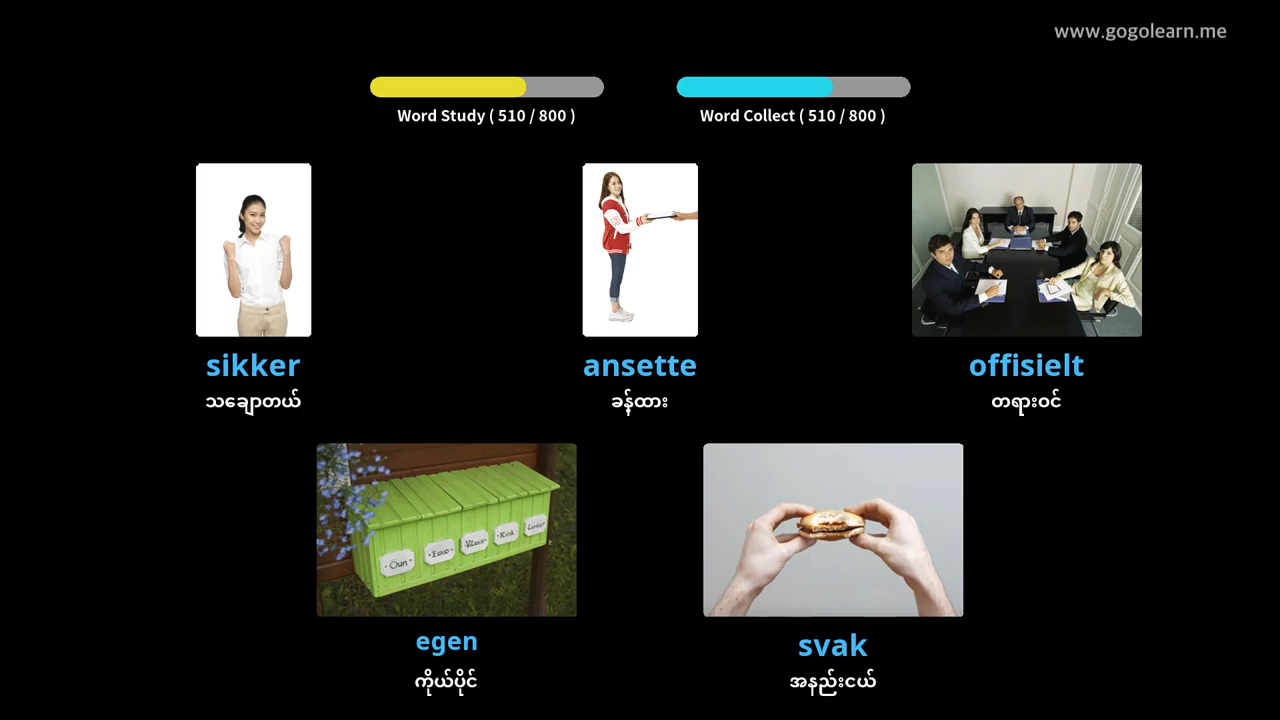 www.gogolearn.me
Word Study ( 510 / 800 )
Word Collect ( 510 / 800 )
sikker
ansette
offisielt
သချောတယ်
ခန့်ထား
တရားဝင်
Õun
egen
svak
ကိုယ်ပိုင်
အနည်းငယ်